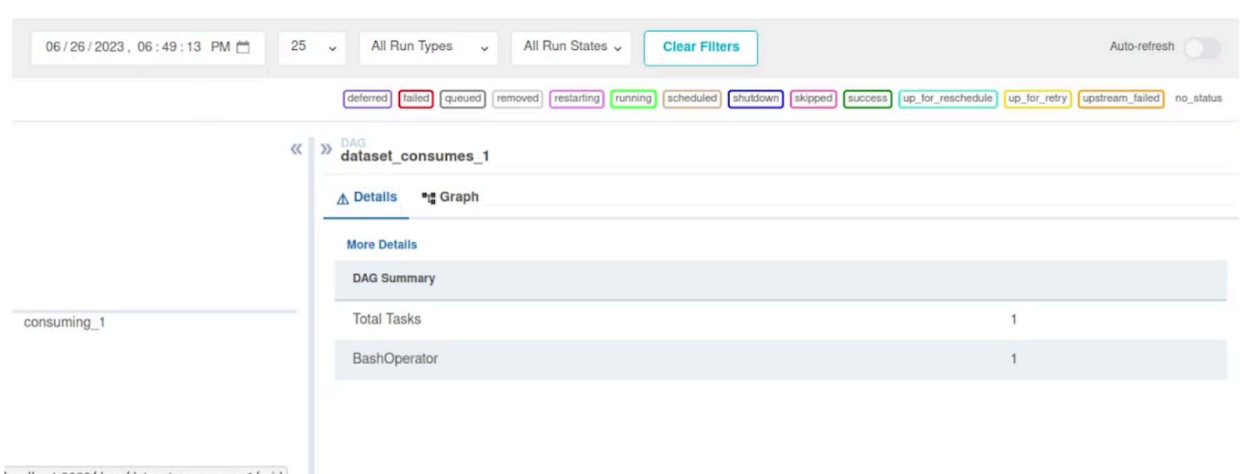 06/26/2023, 06:49:13 PM 25 All Run Types All Run States Clear Filters Auto-refresh
deferred failed queued removed restarting running scheduled shutdown skipped success up_for_reschedule up_for_retry upstream_failed no_status
DAG
dataset_consumes_1
Details Graph
More Details
DAG Summary
Total Tasks 1
consuming_1
BashOperator 1